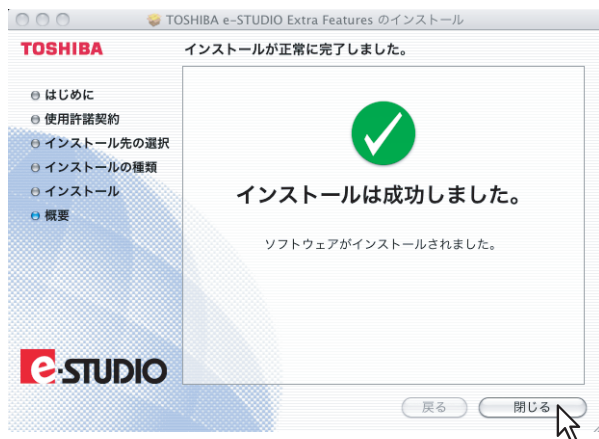 TOSHIBA e-STUDIO Extra Features のインストール
TOSHIBA
インストールが正常に完了しました。
はじめに
使用許諾契約
インストール先の選択
インストールの種類
インストール
概要
インストールは成功しました。
ソフトウェアがインストールされました。
e-STUDIO
戻る
閉じる